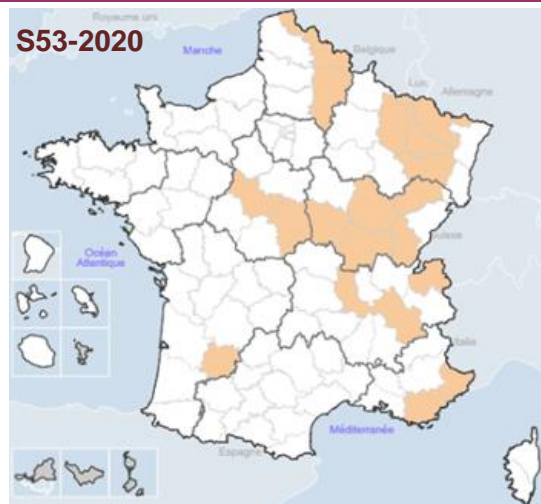 Royaume uni
S53-2020
Manche
Belgique
Lux.
Allemagne
Suisse
Océan
Atlantique
Italie
Méditerranée
Espagne